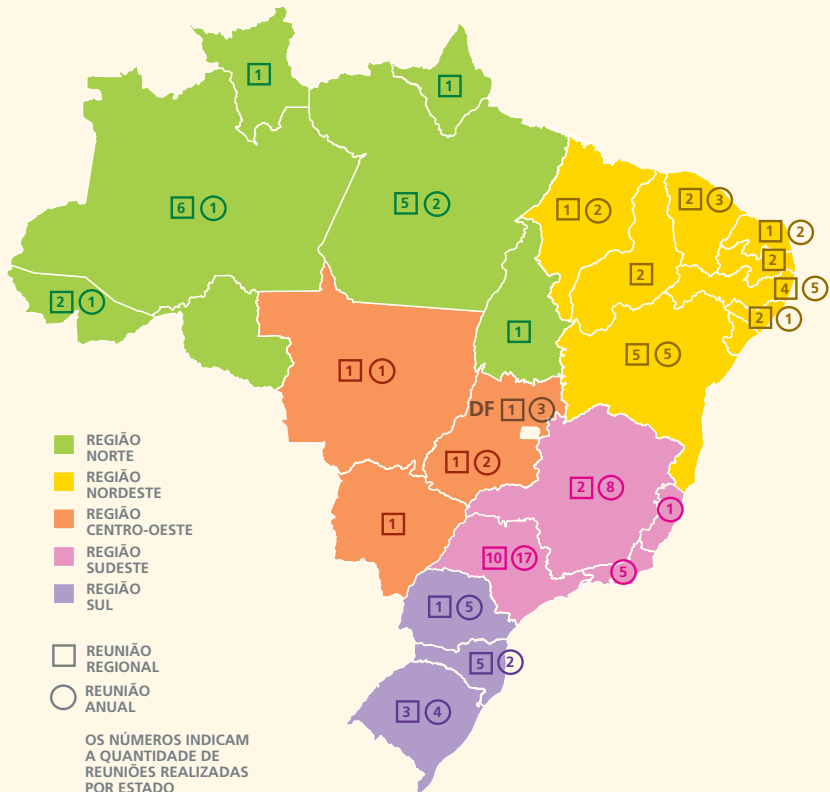 1
1
6 1
5 2
1 2
2 3
1 2
2
2
4 5
2 1
2 1
1
5 5
1 1
DF 1 3
1 2
2 8
1
1
10 17
5
1 5
5 2
3 4
REGIÃO
NORTE
REGIÃO
NORDESTE
REGIÃO
CENTRO-OESTE
REGIÃO
SUDESTE
REGIÃO
SUL
REUNIÃO
REGIONAL
REUNIÃO
ANUAL
OS NÚMEROS INDICAM
A QUANTIDADE DE
REUNIÕES REALIZADAS
POR ESTADO